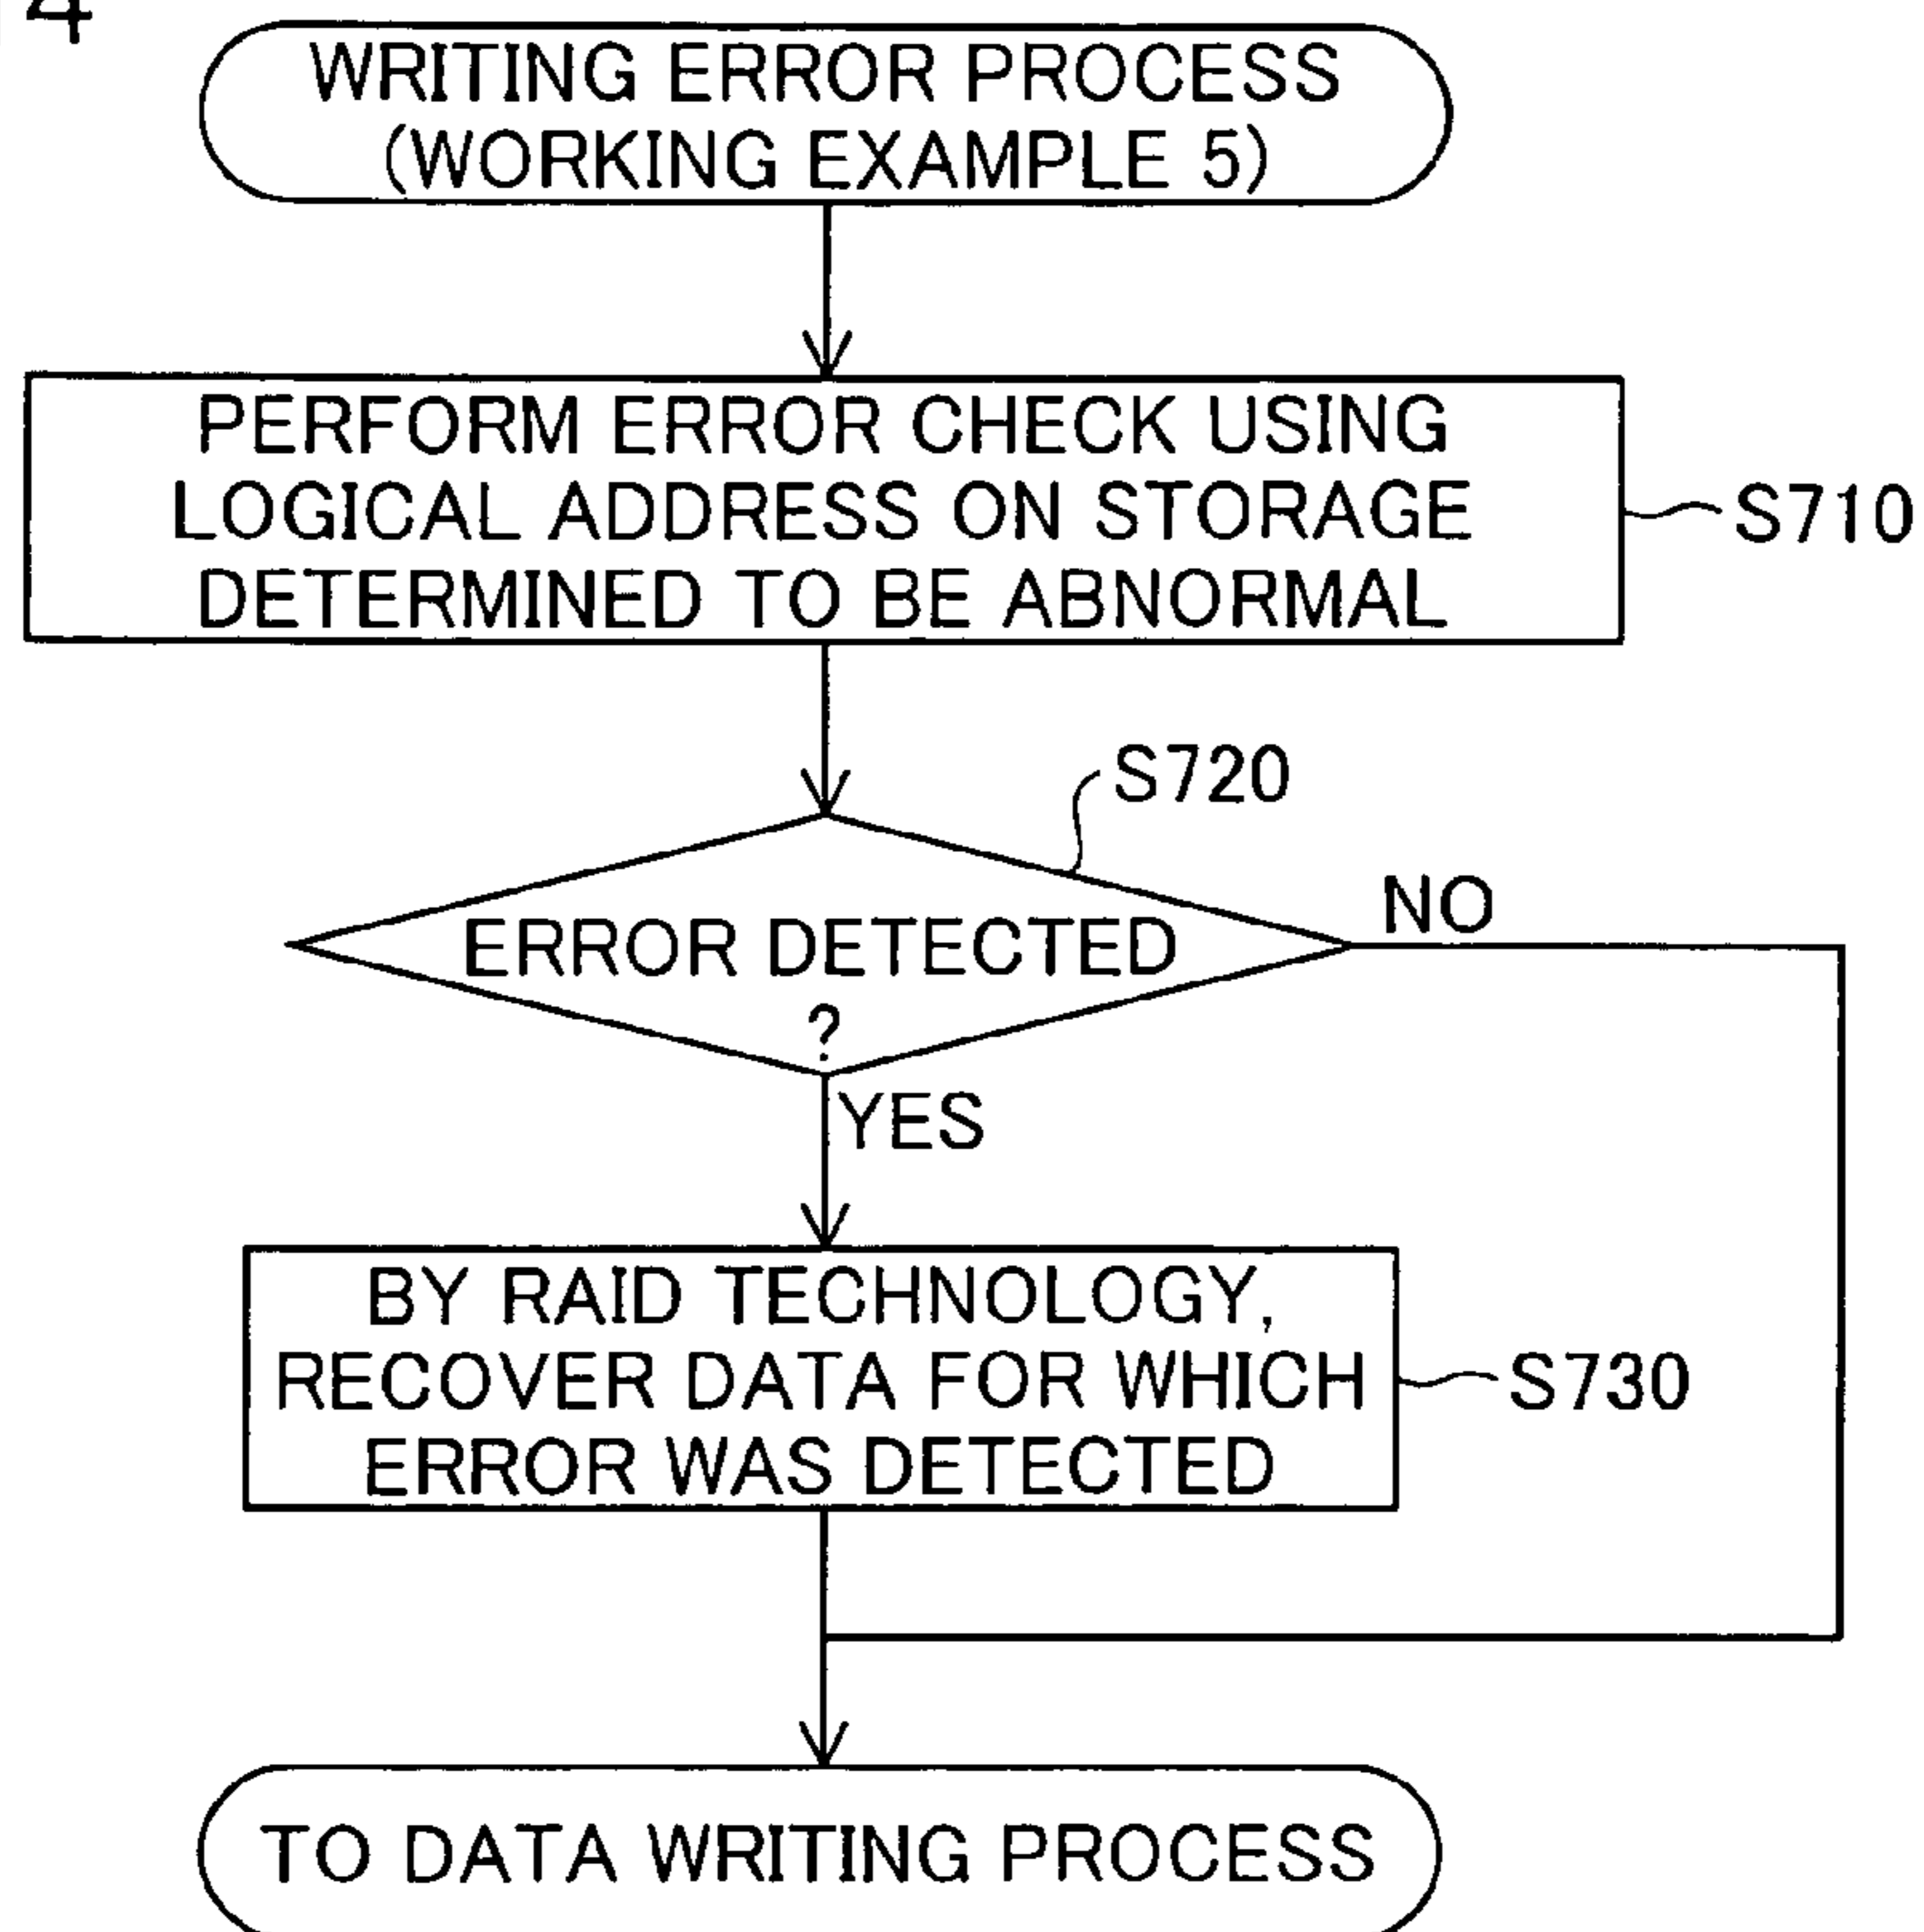 4
WRITING ERROR PROCESS
(WORKING EXAMPLE 5)
PERFORM ERROR CHECK USING
LOGICAL ADDRESS ON STORAGE
DETERMINED TO BE ABNORMAL
S710
S720
ERROR DETECTED
?
NO
YES
BY RAID TECHNOLOGY,
RECOVER DATA FOR WHICH
ERROR WAS DETECTED
S730
TO DATA WRITING PROCESS